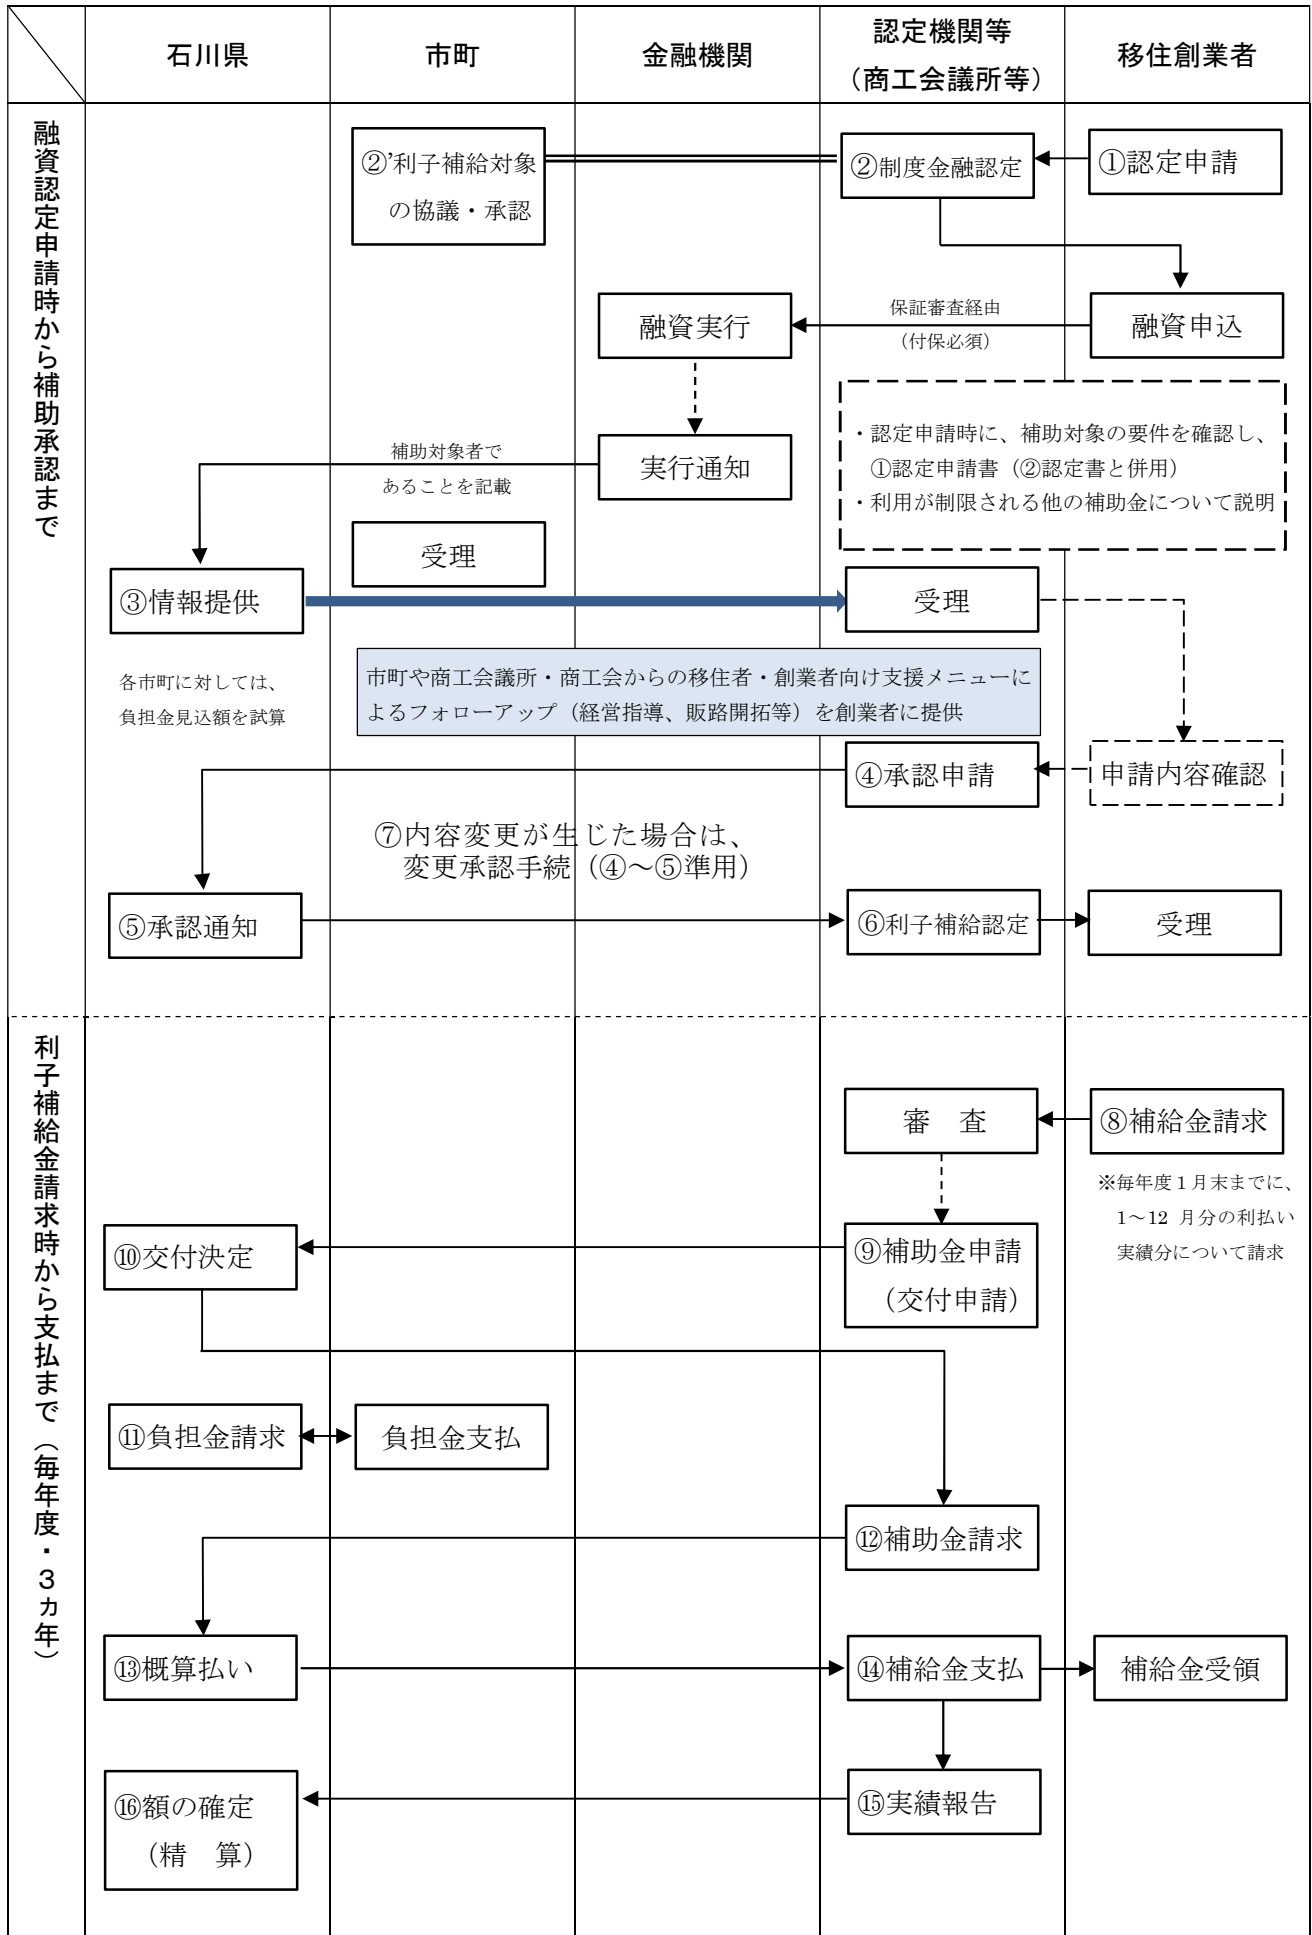 石川県
市町
金融機関
認定機関等
（商工会議所等）
移住創業者
融資認定申請時から補助承認まで
②’利子補給対象
の協議・承認
②制度金融認定
①認定申請
融資実行
保証審査経由
（付保必須）
融資申込
補助対象者で
あることを記載
実行通知
・認定申請時に、補助対象の要件を確認し、
①認定申請書（②認定書と併用）
・利用が制限される他の補助金について説明
受理
③情報提供
受理
各市町に対しては、
負担金見込額を試算
市町や商工会議所・商工会からの移住者・創業者向け支援メニューに
よるフォローアップ（経営指導、販路開拓等）を創業者に提供
④承認申請
申請内容確認
⑦内容変更が生じた場合は、
変更承認手続（④～⑤準用）
⑤承認通知
⑥利子補給認定
受理
利子補給金請求時から支払まで（毎年度・３ヵ年）
審　査
⑧補給金請求
※毎年度１月末までに、
1～12 月分の利払い
実績分について請求
⑩交付決定
⑨補助金申請
（交付申請）
⑪負担金請求
負担金支払
⑫補助金請求
⑬概算払い
⑭補給金支払
補給金受領
⑯額の確定
（精　算）
⑮実績報告